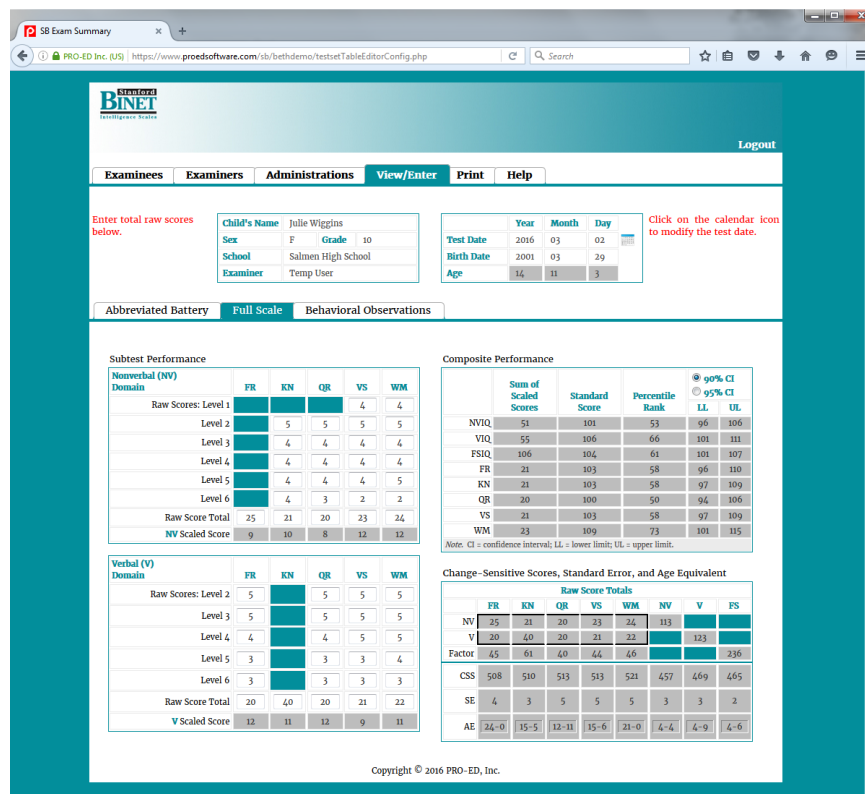 SB Exam Summary × +
PRO-ED Inc. (US) https://www.proedsoftware.com/sb/bethdemo/testsetTableEditorConfig.php Search
Stanford
BINET
Intelligence Scales
Logout
Examinees Examiners Administrations View/Enter Print Help
Enter total raw scores
below.
Child's Name Julie Wiggins
Sex F Grade 10
School Salmen High School
Examiner Temp User
Year Month Day
Test Date 2016 03 02
Birth Date 2001 03 29
Age 14 11 3
Click on the calendar icon
to modify the test date.
Abbreviated Battery Full Scale Behavioral Observations
Subtest Performance
Nonverbal (NV)
Domain FR KN QR VS WM
Raw Scores: Level 1 4 4
Level 2 5 5 5 5
Level 3 4 4 4 4
Level 4 4 4 4 4
Level 5 4 4 4 5
Level 6 4 3 2 2
Raw Score Total 25 21 20 23 24
NV Scaled Score 9 10 8 12 12
Verbal (V)
Domain FR KN QR VS WM
Raw Scores: Level 2 5 5 5 5
Level 3 5 5 5 5
Level 4 4 4 5 5
Level 5 3 3 3 4
Level 6 3 3 3 3
Raw Score Total 20 40 20 21 22
V Scaled Score 12 11 12 9 11
Composite Performance
Sum of
Scaled
Scores
Standard
Score
Percentile
Rank
90% CI
95% CI
LL UL
NVIQ 51 101 53 96 106
VIQ 55 106 66 101 111
FSIQ 106 104 61 101 107
FR 21 103 58 96 110
KN 21 103 58 97 109
QR 20 100 50 94 106
VS 21 103 58 97 109
WM 23 109 73 101 115
Note. CI = confidence interval; LL = lower limit; UL = upper limit.
Change-Sensitive Scores, Standard Error, and Age Equivalent
Raw Score Totals
FR KN QR VS WM NV V FS
NV 25 21 20 23 24 113
V 20 40 20 21 22 123
Factor 45 61 40 44 46 236
CSS 508 510 513 513 521 457 469 465
SE 4 3 5 5 5 3 3 2
AE 24-0 15-5 12-11 15-6 21-0 4-4 4-9 4-6
Copyright © 2016 PRO-ED, Inc.